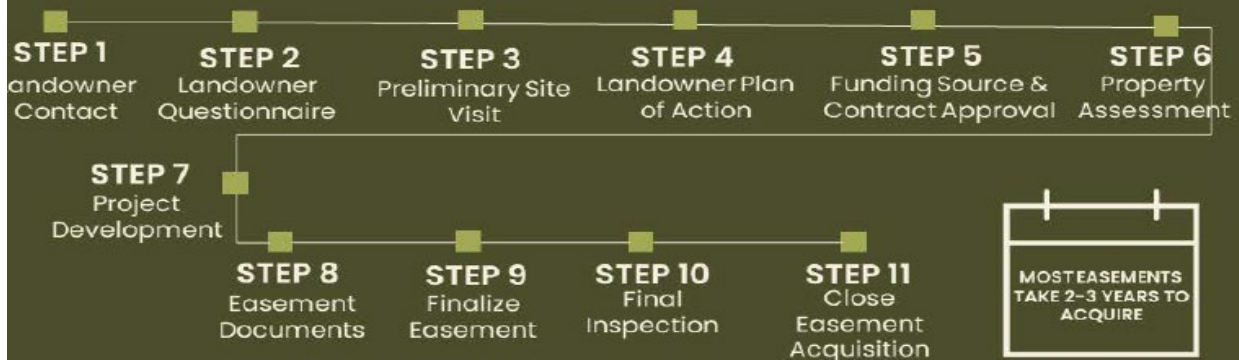 STEP 1
andowner
Contact
STEP 2
Landowner
Questionnaire
STEP 3
Preliminary Site
Visit
STEP 4
Landowner Plan
of Action
STEP 5
Funding Source &
Contract Approval
STEP 6
Property
Assessment
STEP 7
Project
Development
STEP 8
Easement
Documents
STEP 9
Finalize
Easement
STEP 10
Final
Inspection
STEP 11
Close
Easement
Acquisition
MOST EASEMENTS
TAKE 2-3 YEARS TO
ACQUIRE